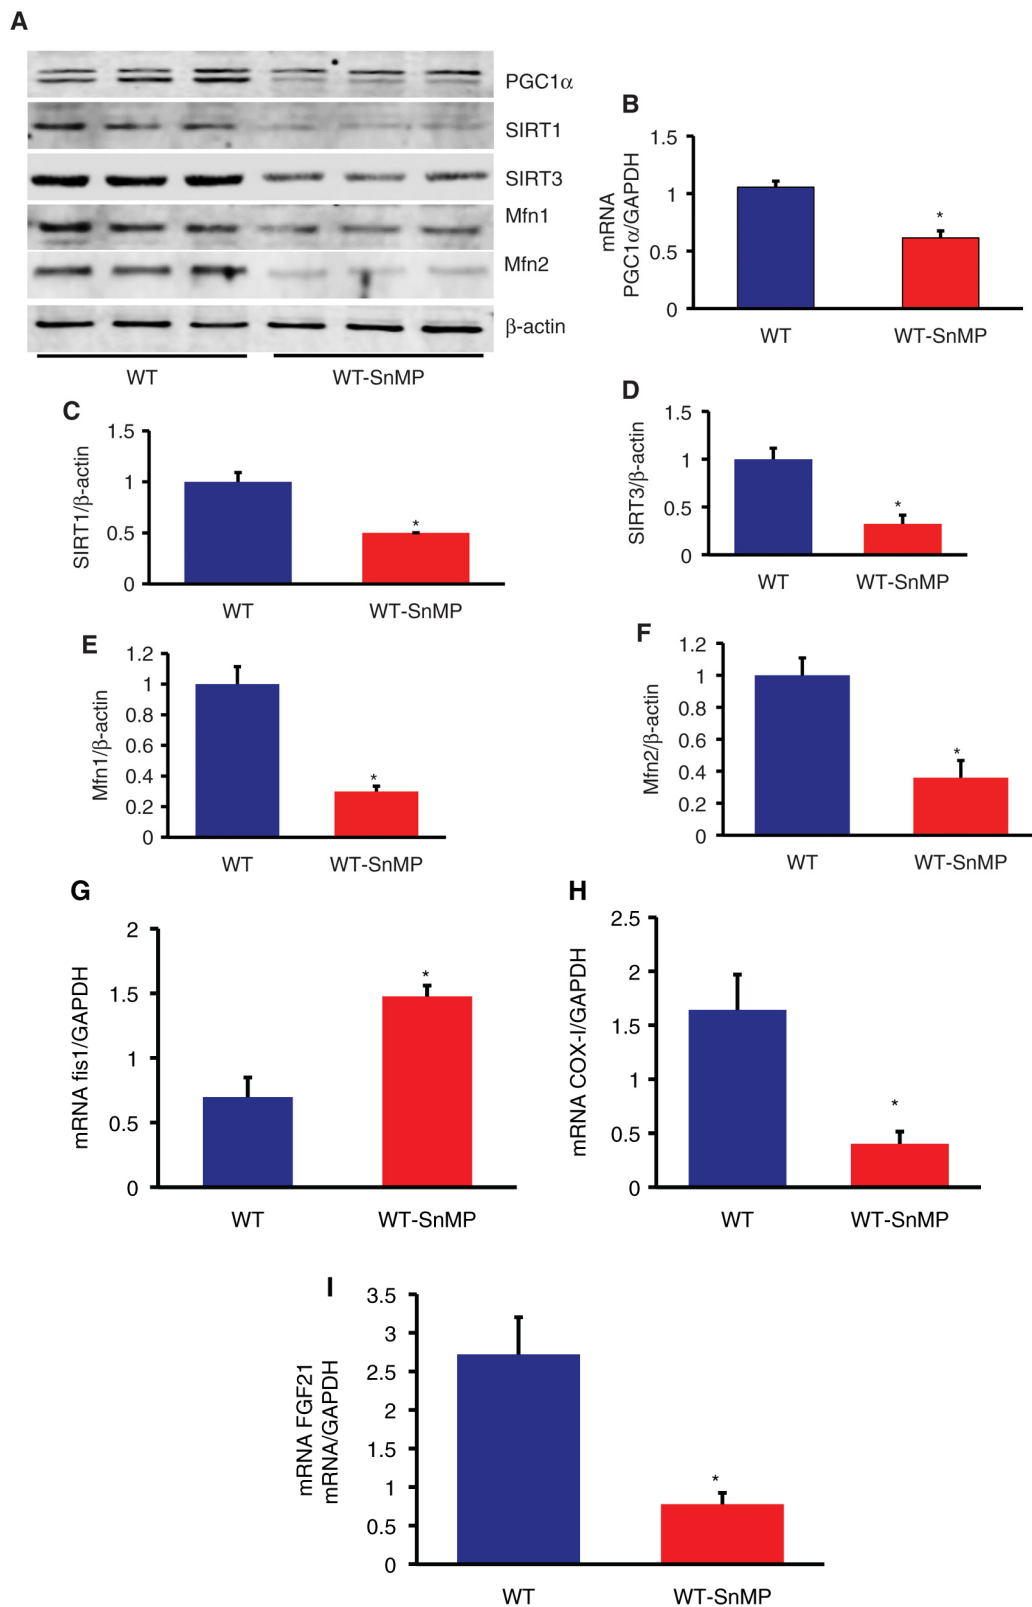 A
PGC1α
SIRT1
SIRT3
Mfn1
Mfn2
β-actin
WT
WT-SnMP
B
mRNA
PGC1α/GAPDH
1.5
1
0.5
0
*
WT
WT-SnMP
C
SIRT1/β-actin
1.5
1
0.5
0
*
WT
WT-SnMP
D
SIRT3/β-actin
1.5
1
0.5
0
*
WT
WT-SnMP
E
Mfn1/β-actin
1.2
1
0.8
0.6
0.4
0.2
0
*
WT
WT-SnMP
F
Mfn2/β-actin
1.2
1
0.8
0.6
0.4
0.2
0
*
WT
WT-SnMP
G
mRNA fis1/GAPDH
2
1.5
1
0.5
0
*
WT
WT-SnMP
H
mRNA COX-I/GAPDH
2.5
2
1.5
1
0.5
0
*
WT
WT-SnMP
I
mRNA FGF21
mRNA/GAPDH
3.5
3
2.5
2
1.5
1
0.5
0
*
WT
WT-SnMP